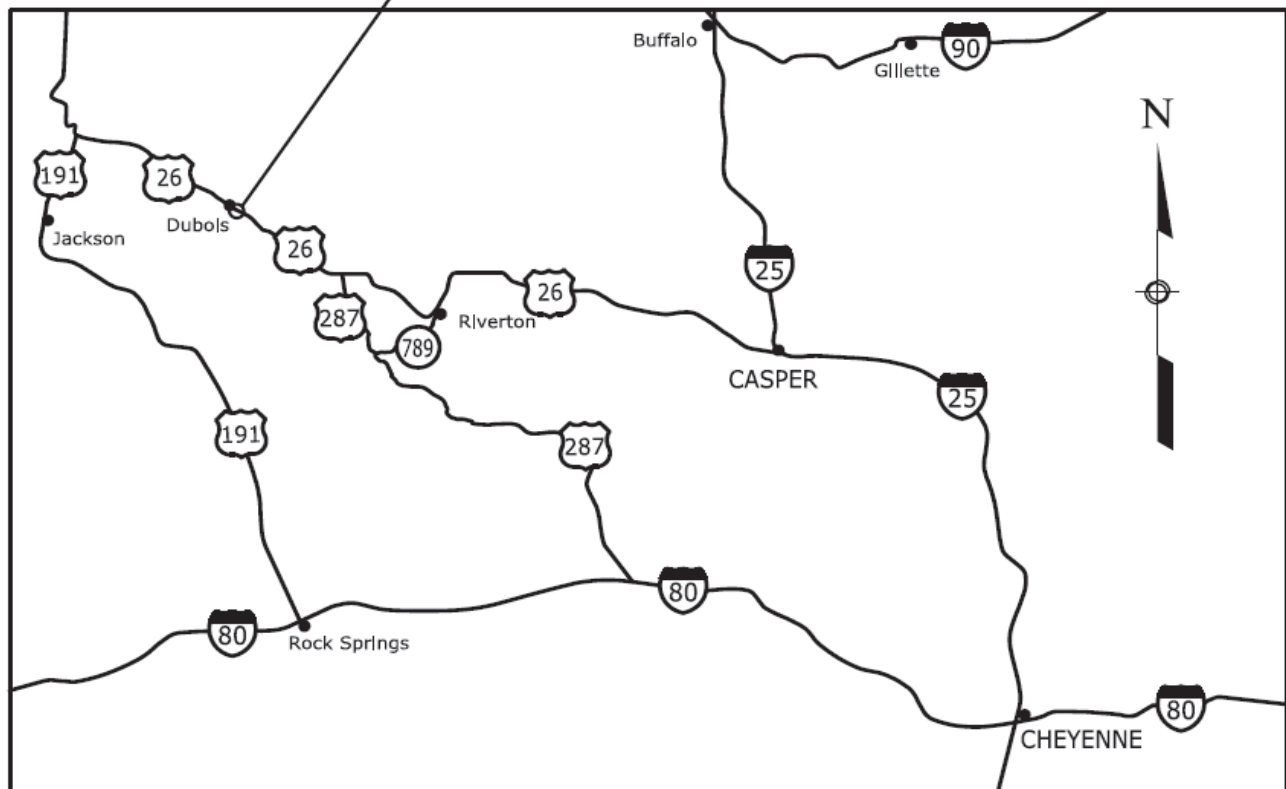 Buffalo
Gillette
90
N
191
26
Dubois
Jackson
26
25
287
26
Riverton
789
CASPER
25
191
287
80
80
Rock Springs
80
CHEYENNE